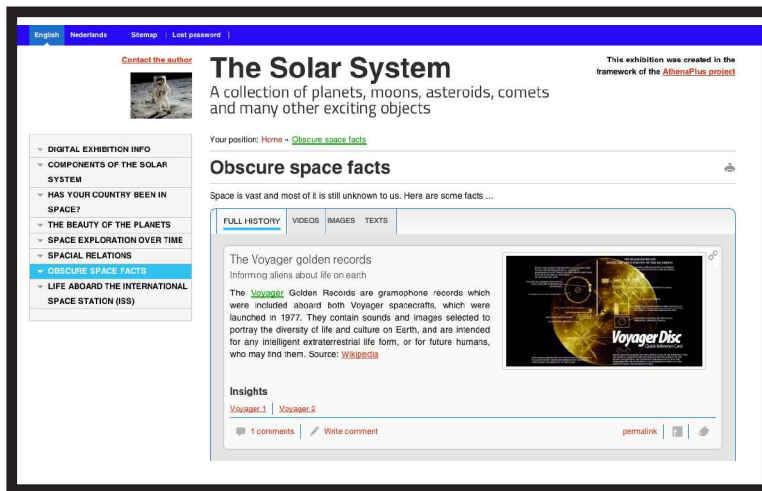 English Nederlands Sitemap | Lost password |
Contact the author
The Solar System
A collection of planets, moons, asteroids, comets
and many other exciting objects
This exhibition was created in the
framework of the AthenaPlus project
Your position: Home » Obscure space facts
DIGITAL EXHIBITION INFO
COMPONENTS OF THE SOLAR
SYSTEM
HAS YOUR COUNTRY BEEN IN
SPACE?
THE BEAUTY OF THE PLANETS
SPACE EXPLORATION OVER TIME
SPACIAL RELATIONS
OBSCURE SPACE FACTS
LIFE ABOARD THE INTERNATIONAL
SPACE STATION (ISS)
Obscure space facts
Space is vast and most of it is still unknown to us. Here are some facts ...
FULL HISTORY VIDEOS IMAGES TEXTS
The Voyager golden records
Informing aliens about life on earth
The Voyager Golden Records are gramophone records which
were included aboard both Voyager spacecrafts, which were
launched in 1977. They contain sounds and images selected to
portray the diversity of life and culture on Earth, and are intended
for any intelligent extraterrestrial life form, or for future humans,
who may find them. Source: Wikipedia
Voyager Disc
Quick Reference Card
Insights
Voyager 1 | Voyager 2
1 comments | Write comment
permalink